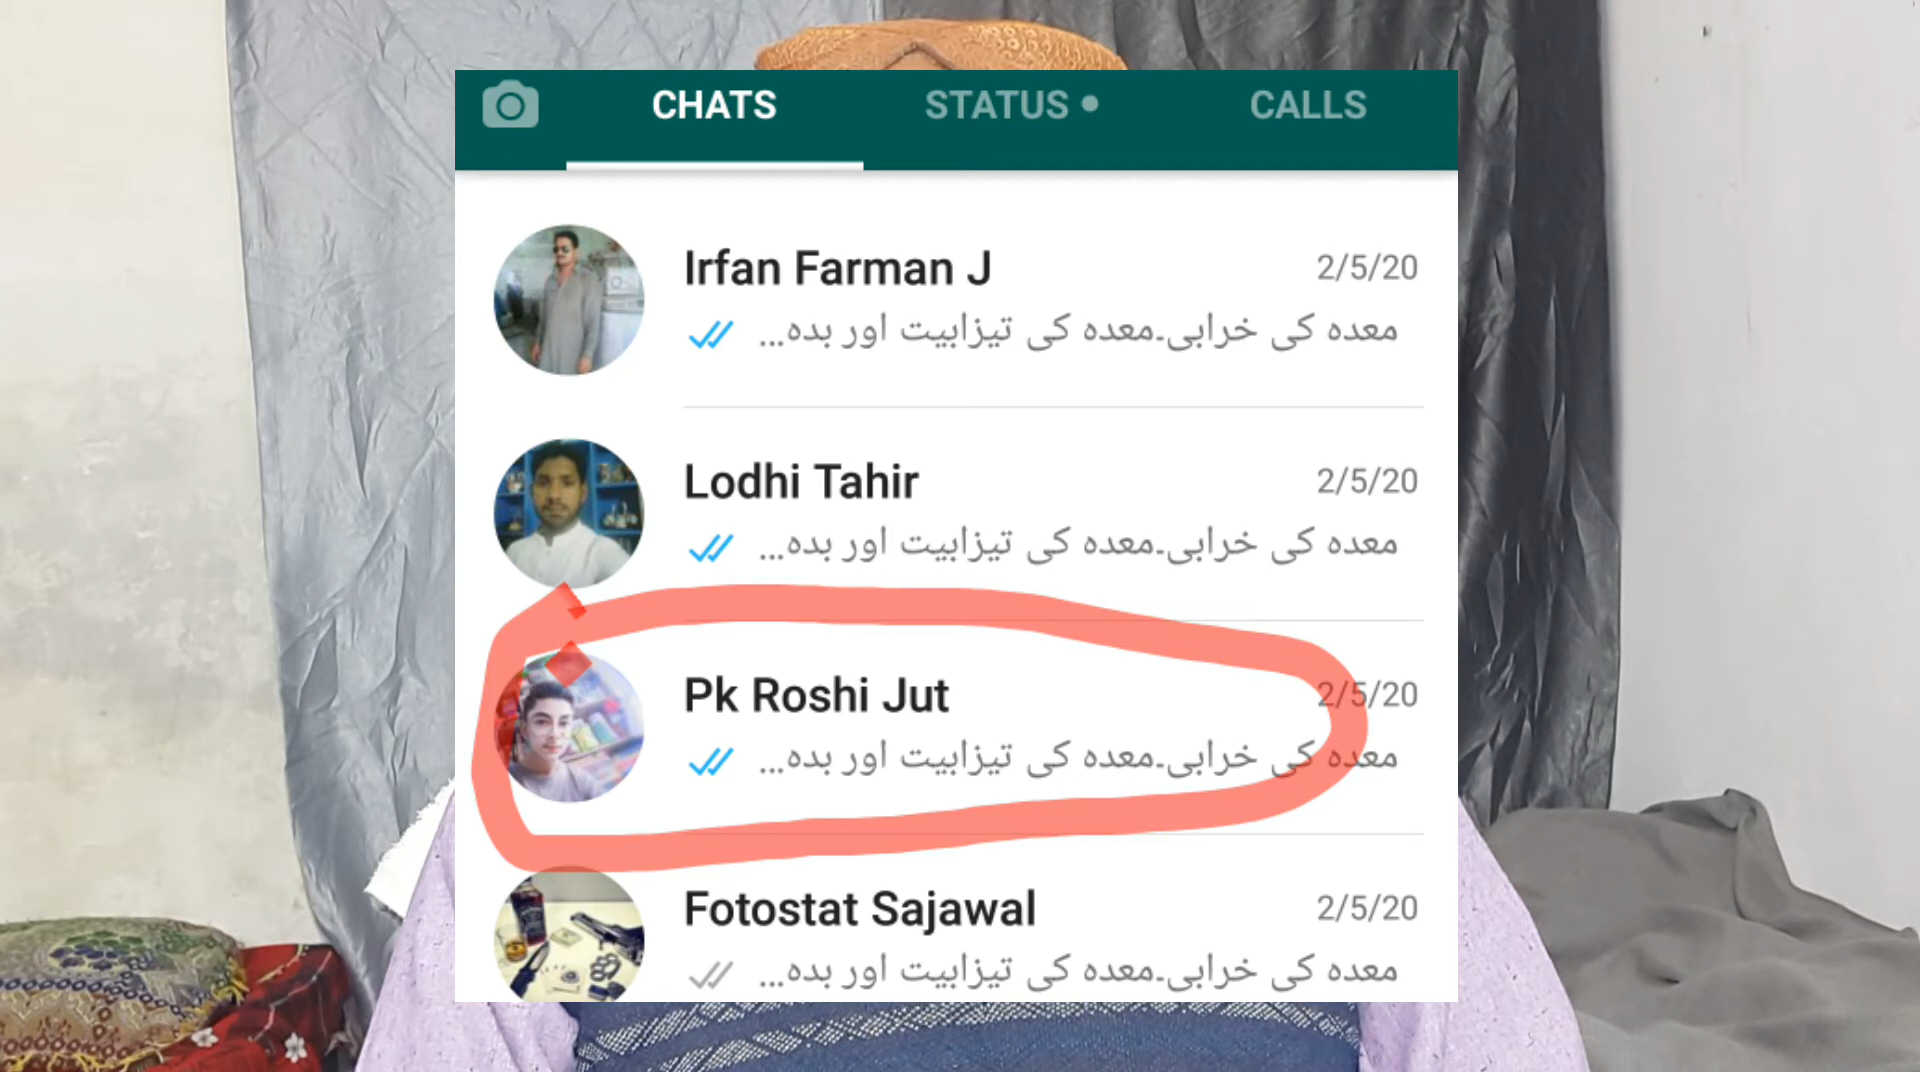 CHATS STATUS CALLS
Irfan Farman J 2/5/20
معدہ کی خرابی۔معدہ کی تیزابیت اور بدہ...
Lodhi Tahir 2/5/20
معدہ کی خرابی۔معدہ کی تیزابیت اور بدہ...
Pk Roshi Jut 2/5/20
معدہ کی خرابی۔معدہ کی تیزابیت اور بدہ...
Fotostat Sajawal 2/5/20
معدہ کی خرابی۔معدہ کی تیزابیت اور بدہ...